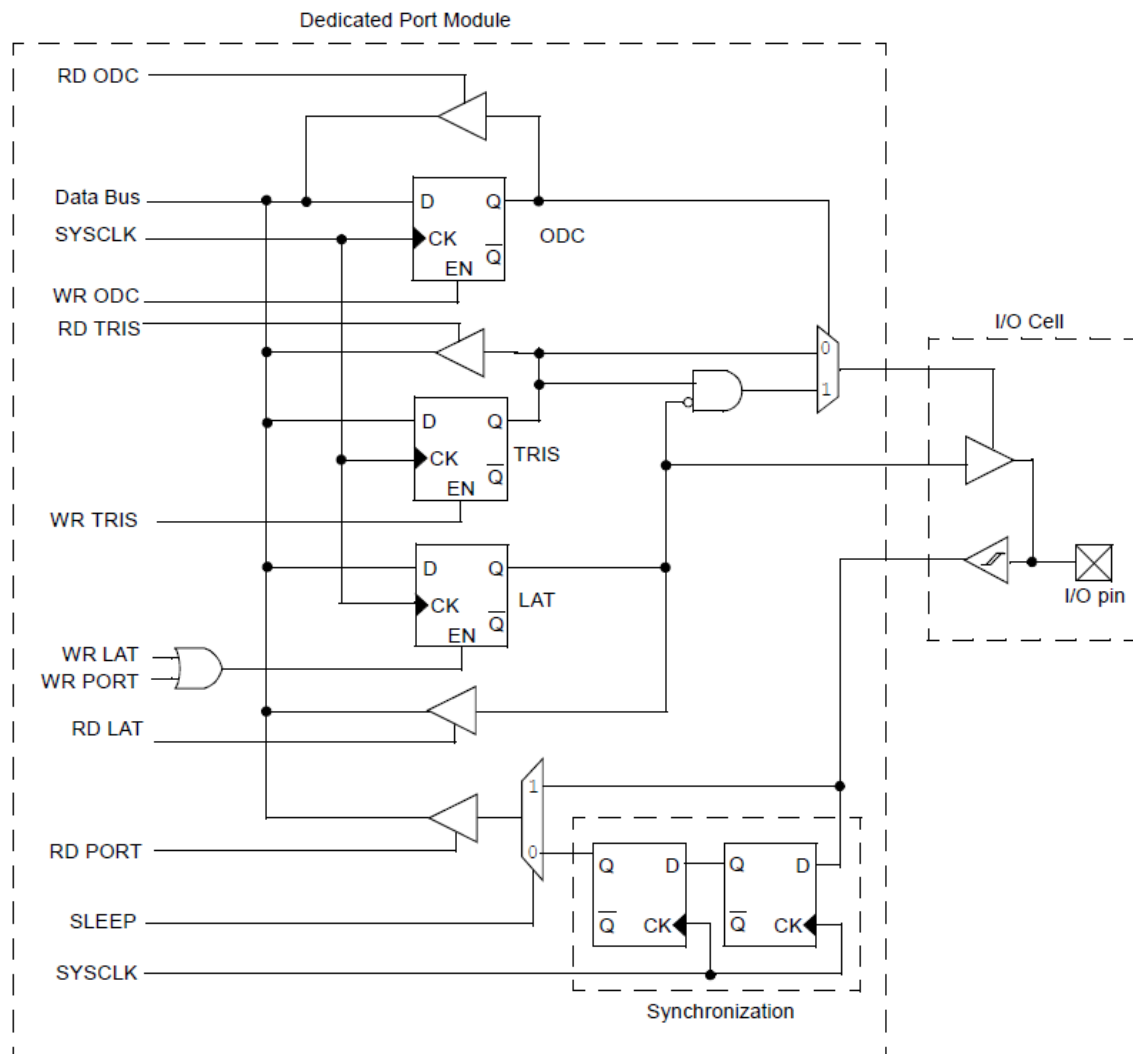 Dedicated Port Module
RD ODC
Data Bus
D
Q
SYSCLK
CK
Q
ODC
EN
WR ODC
RD TRIS
I/O Cell
0
1
D
Q
TRIS
CK
Q
EN
WR TRIS
D
Q
LAT
CK
Q
EN
I/O pin
WR LAT
WR PORT
RD LAT
1
RD PORT
0
Q
D
Q
D
SLEEP
Q
CK
Q
CK
SYSCLK
Synchronization